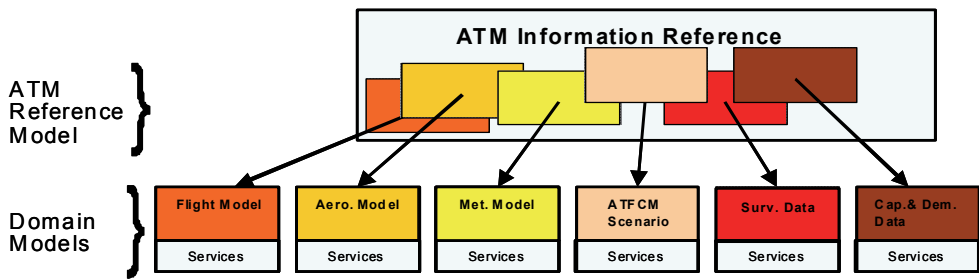 ATM Information Reference
ATM
Reference
Model
Domain
Models
Flight Model
Services
Aero. Model
Services
Met. Model
Services
ATFCM
Scenario
Services
Surv. Data
Services
Cap.& Dem.
Data
Services